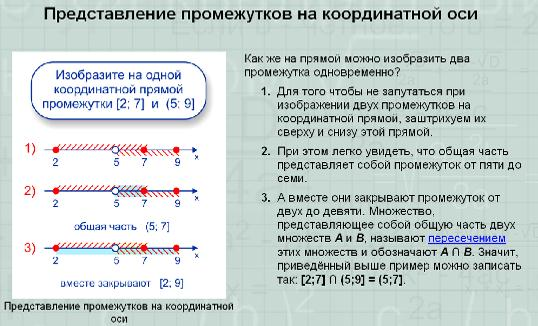 Представление промежутков на координатной оси
Изобразите на одной
координатной прямой
промежутки [2; 7] и (5; 9]
1)
2 5 7 9 x
2)
2 5 7 9 x
общая часть (5; 7]
3)
2 5 7 9 x
вместе закрывают [2; 9]
Представление промежутков на координатной
оси
Как же на прямой можно изобразить два
промежутка одновременно?
1. Для того чтобы не запутаться при
изображении двух промежутков на
координатной прямой, заштрихуем их
сверху и снизу этой прямой.
2. При этом легко увидеть, что общая часть
представляет собой промежуток от пяти до
семи.
3. А вместе они закрывают промежуток от
двух до девяти. Множество,
представляющее собой общую часть двух
множеств A и B, называют пересечением
этих множеств и обозначают A ∩ B. Значит,
приведённый выше пример можно записать
так: [2;7] ∩ (5;9] = (5;7].